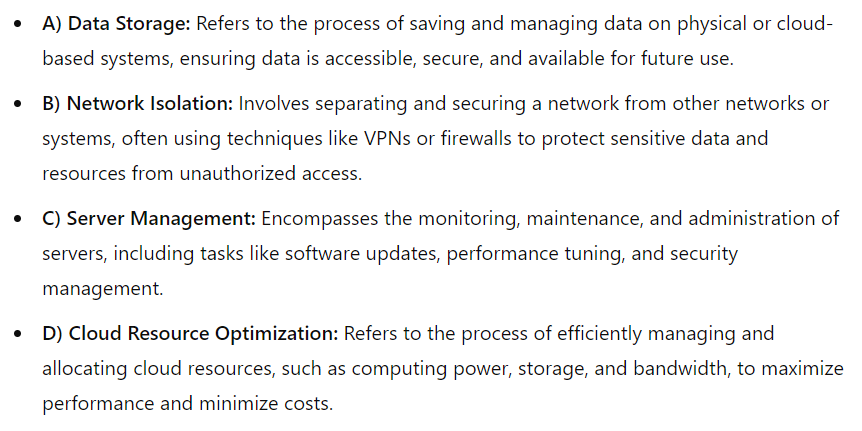 • A) Data Storage: Refers to the process of saving and managing data on physical or cloud-
based systems, ensuring data is accessible, secure, and available for future use.
• B) Network Isolation: Involves separating and securing a network from other networks or
systems, often using techniques like VPNs or firewalls to protect sensitive data and
resources from unauthorized access.
• C) Server Management: Encompasses the monitoring, maintenance, and administration of
servers, including tasks like software updates, performance tuning, and security
management.
• D) Cloud Resource Optimization: Refers to the process of efficiently managing and
allocating cloud resources, such as computing power, storage, and bandwidth, to maximize
performance and minimize costs.